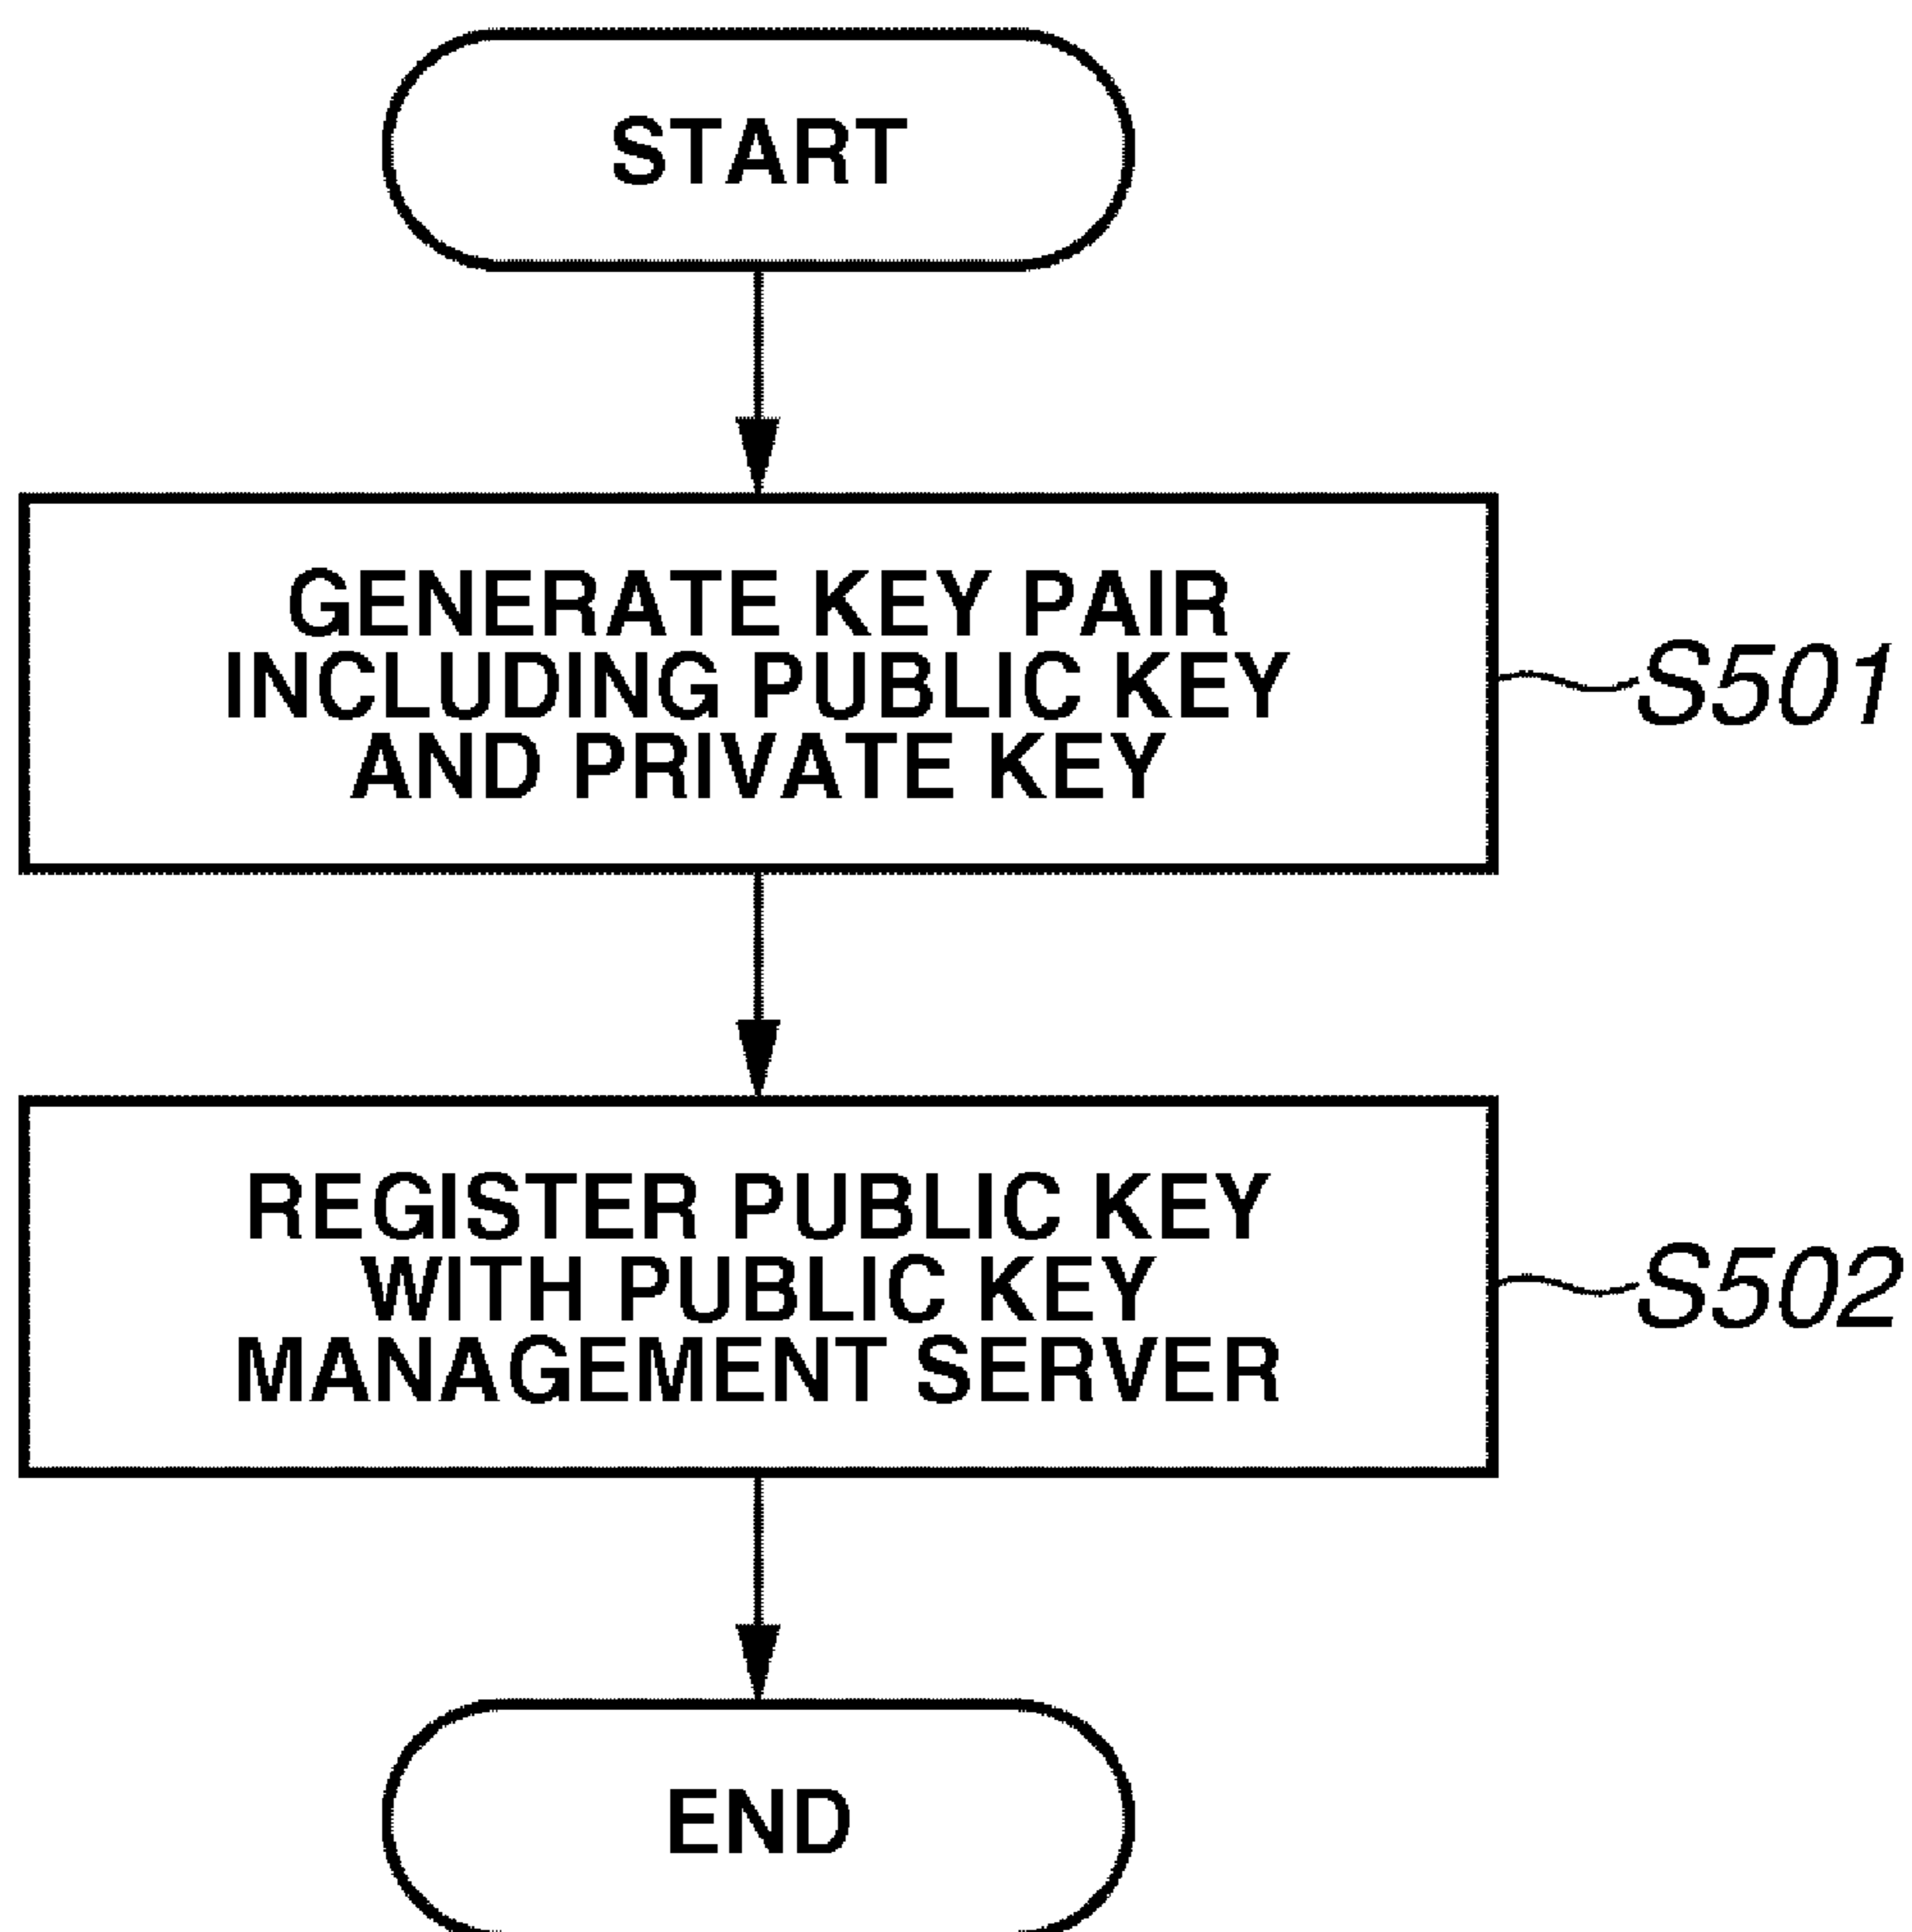 START
GENERATE KEY PAIR
INCLUDING PUBLIC KEY
AND PRIVATE KEY
S501
REGISTER PUBLIC KEY
WITH PUBLIC KEY
MANAGEMENT SERVER
S502
END